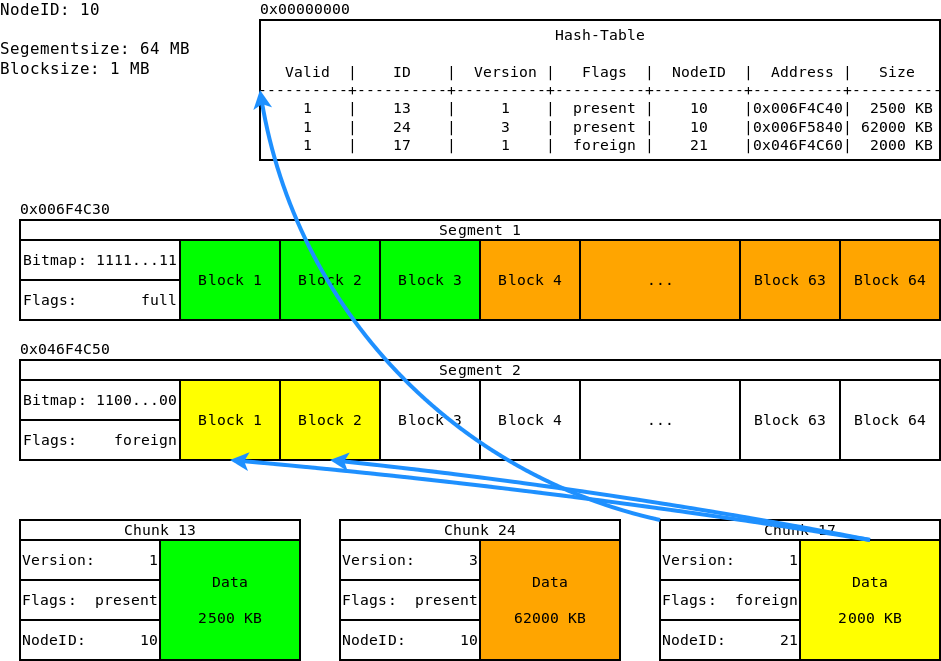 NodeID: 10
Segementsize: 64 MB
Blocksize: 1 MB
0x00000000
Hash-Table
Valid | ID | Version | Flags | NodeID | Address | Size
----------+----------+----------+----------+----------+----------+----------
1 | 13 | 1 | present | 10 |0x006F4C40| 2500 KB
1 | 24 | 3 | present | 10 |0x006F5840| 62000 KB
1 | 17 | 1 | foreign | 21 |0x046F4C60| 2000 KB
0x006F4C30
Segment 1
Bitmap: 1111...11
Flags: full
Block 1 Block 2 Block 3 Block 4 ... Block 63 Block 64
0x046F4C50
Segment 2
Bitmap: 1100...00
Flags: foreign
Block 1 Block 2 Block 3 Block 4 ... Block 63 Block 64
Chunk 13
Version: 1
Flags: present
NodeID: 10
Data
2500 KB
Chunk 24
Version: 3
Flags: present
NodeID: 10
Data
62000 KB
Chunk 17
Version: 1
Flags: foreign
NodeID: 21
Data
2000 KB